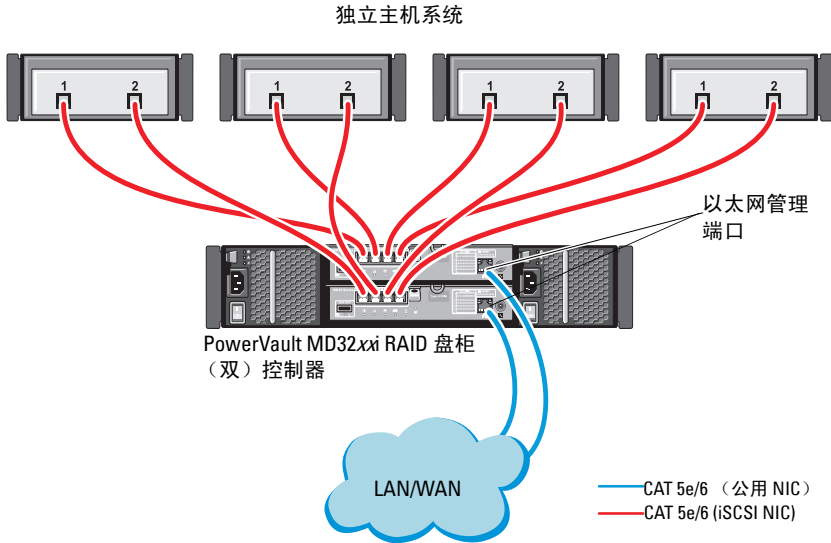 独立主机系统
1 2 1 2 1 2 1 2
以太网管理
端口
PowerVault MD32xxi RAID 盘柜
（双）控制器
LAN/WAN
CAT 5e/6 （公用 NIC）
CAT 5e/6 (iSCSI NIC)